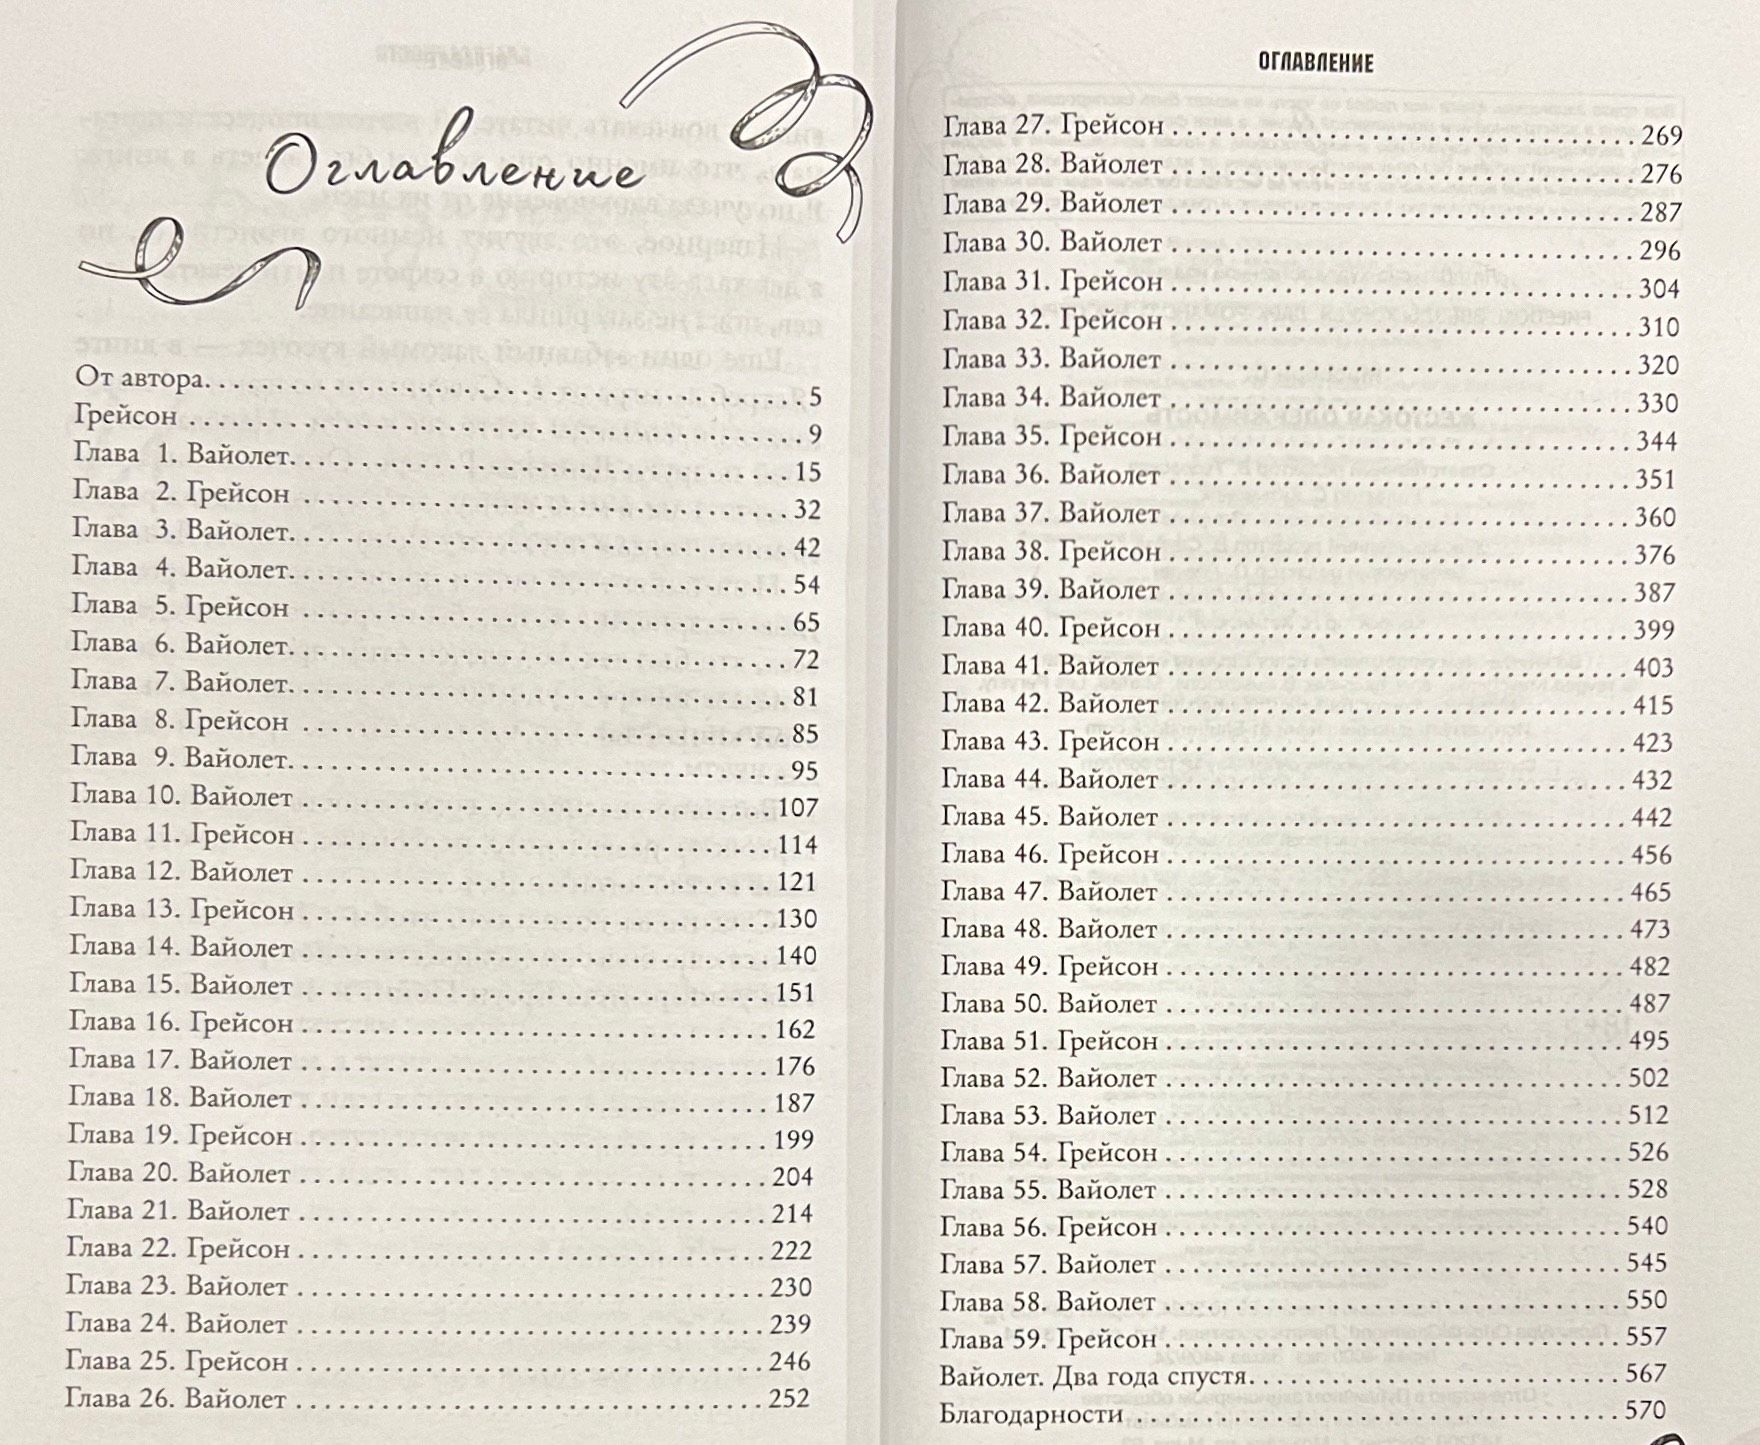 Оглавление
От автора. 5
Грейсон 9
Глава 1. Вайолет. 15
Глава 2. Грейсон 32
Глава 3. Вайолет. 42
Глава 4. Вайолет. 54
Глава 5. Грейсон 65
Глава 6. Вайолет. 72
Глава 7. Вайолет. 81
Глава 8. Грейсон 85
Глава 9. Вайолет. 95
Глава 10. Вайолет 107
Глава 11. Грейсон 114
Глава 12. Вайолет 121
Глава 13. Грейсон 130
Глава 14. Вайолет 140
Глава 15. Вайолет 151
Глава 16. Грейсон 162
Глава 17. Вайолет 176
Глава 18. Вайолет 187
Глава 19. Грейсон 199
Глава 20. Вайолет 204
Глава 21. Вайолет 214
Глава 22. Грейсон 222
Глава 23. Вайолет 230
Глава 24. Вайолет 239
Глава 25. Грейсон 246
Глава 26. Вайолет 252
ОГЛАВЛЕНИЕ
Глава 27. Грейсон 269
Глава 28. Вайолет 276
Глава 29. Вайолет 287
Глава 30. Вайолет 296
Глава 31. Грейсон 304
Глава 32. Грейсон 310
Глава 33. Вайолет 320
Глава 34. Вайолет 330
Глава 35. Грейсон 344
Глава 36. Вайолет 351
Глава 37. Вайолет 360
Глава 38. Грейсон 376
Глава 39. Вайолет 387
Глава 40. Грейсон 399
Глава 41. Вайолет 403
Глава 42. Вайолет 415
Глава 43. Грейсон 423
Глава 44. Вайолет 432
Глава 45. Вайолет 442
Глава 46. Грейсон 456
Глава 47. Вайолет 465
Глава 48. Вайолет 473
Глава 49. Грейсон 482
Глава 50. Вайолет 487
Глава 51. Грейсон 495
Глава 52. Вайолет 502
Глава 53. Вайолет 512
Глава 54. Грейсон 526
Глава 55. Вайолет 528
Глава 56. Грейсон 540
Глава 57. Вайолет 545
Глава 58. Вайолет 550
Глава 59. Грейсон 557
Вайолет. Два года спустя. 567
Благодарности 570